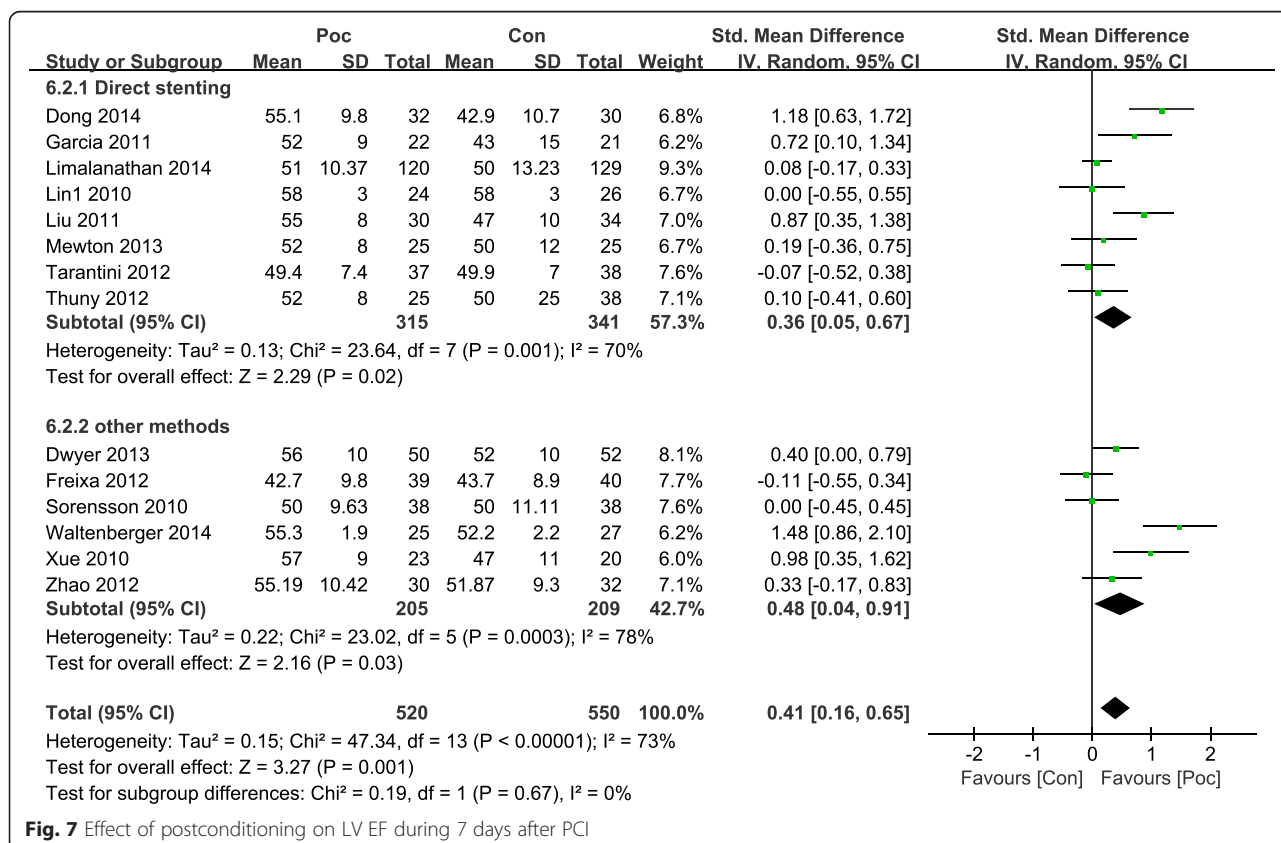 Poc Con Std. Mean Difference Std. Mean Difference
Study or Subgroup Mean SD Total Mean SD Total Weight IV, Random, 95% CI IV, Random, 95% CI
6.2.1 Direct stenting
Dong 2014 55.1 9.8 32 42.9 10.7 30 6.8% 1.18 [0.63, 1.72]
Garcia 2011 52 9 22 43 15 21 6.2% 0.72 [0.10, 1.34]
Limalanathan 2014 51 10.37 120 50 13.23 129 9.3% 0.08 [-0.17, 0.33]
Lin1 2010 58 3 24 58 3 26 6.7% 0.00 [-0.55, 0.55]
Liu 2011 55 8 30 47 10 34 7.0% 0.87 [0.35, 1.38]
Mewton 2013 52 8 25 50 12 25 6.7% 0.19 [-0.36, 0.75]
Tarantini 2012 49.4 7.4 37 49.9 7 38 7.6% -0.07 [-0.52, 0.38]
Thuny 2012 52 8 25 50 25 38 7.1% 0.10 [-0.41, 0.60]
Subtotal (95% CI) 315 341 57.3% 0.36 [0.05, 0.67]
Heterogeneity: Tau² = 0.13; Chi² = 23.64, df = 7 (P = 0.001); I² = 70%
Test for overall effect: Z = 2.29 (P = 0.02)
6.2.2 other methods
Dwyer 2013 56 10 50 52 10 52 8.1% 0.40 [0.00, 0.79]
Freixa 2012 42.7 9.8 39 43.7 8.9 40 7.7% -0.11 [-0.55, 0.34]
Sorensson 2010 50 9.63 38 50 11.11 38 7.6% 0.00 [-0.45, 0.45]
Waltenberger 2014 55.3 1.9 25 52.2 2.2 27 6.2% 1.48 [0.86, 2.10]
Xue 2010 57 9 23 47 11 20 6.0% 0.98 [0.35, 1.62]
Zhao 2012 55.19 10.42 30 51.87 9.3 32 7.1% 0.33 [-0.17, 0.83]
Subtotal (95% CI) 205 209 42.7% 0.48 [0.04, 0.91]
Heterogeneity: Tau² = 0.22; Chi² = 23.02, df = 5 (P = 0.0003); I² = 78%
Test for overall effect: Z = 2.16 (P = 0.03)
Total (95% CI) 520 550 100.0% 0.41 [0.16, 0.65]
Heterogeneity: Tau² = 0.15; Chi² = 47.34, df = 13 (P < 0.00001); I² = 73%
Test for overall effect: Z = 3.27 (P = 0.001)
Test for subgroup differences: Chi² = 0.19, df = 1 (P = 0.67), I² = 0%
-2 -1 0 1 2
Favours [Con] Favours [Poc]
Fig. 7 Effect of postconditioning on LV EF during 7 days after PCI